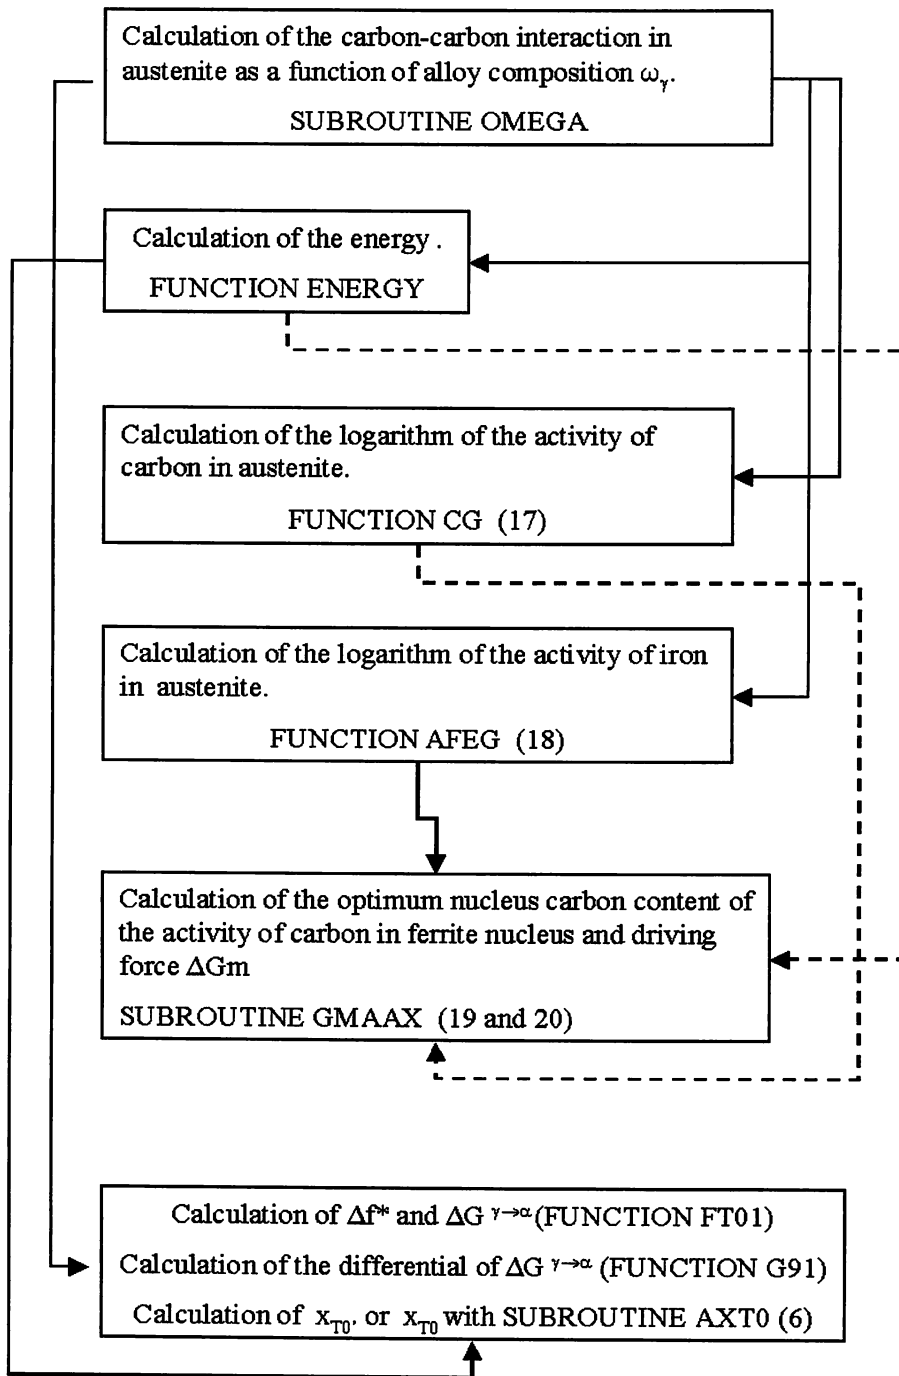 Calculation of the carbon-carbon interaction in
austenite as a function of alloy composition ωγ.
SUBROUTINE OMEGA
Calculation of the energy .
FUNCTION ENERGY
Calculation of the logarithm of the activity of
carbon in austenite.
FUNCTION CG (17)
Calculation of the logarithm of the activity of iron
in austenite.
FUNCTION AFEG (18)
Calculation of the optimum nucleus carbon content of
the activity of carbon in ferrite nucleus and driving
force ΔGm
SUBROUTINE GMAAX (19 and 20)
Calculation of Δf* and ΔG γ→α (FUNCTION FT01)
Calculation of the differential of ΔG γ→α (FUNCTION G91)
Calculation of xT0' or xT0 with SUBROUTINE AXT0 (6)